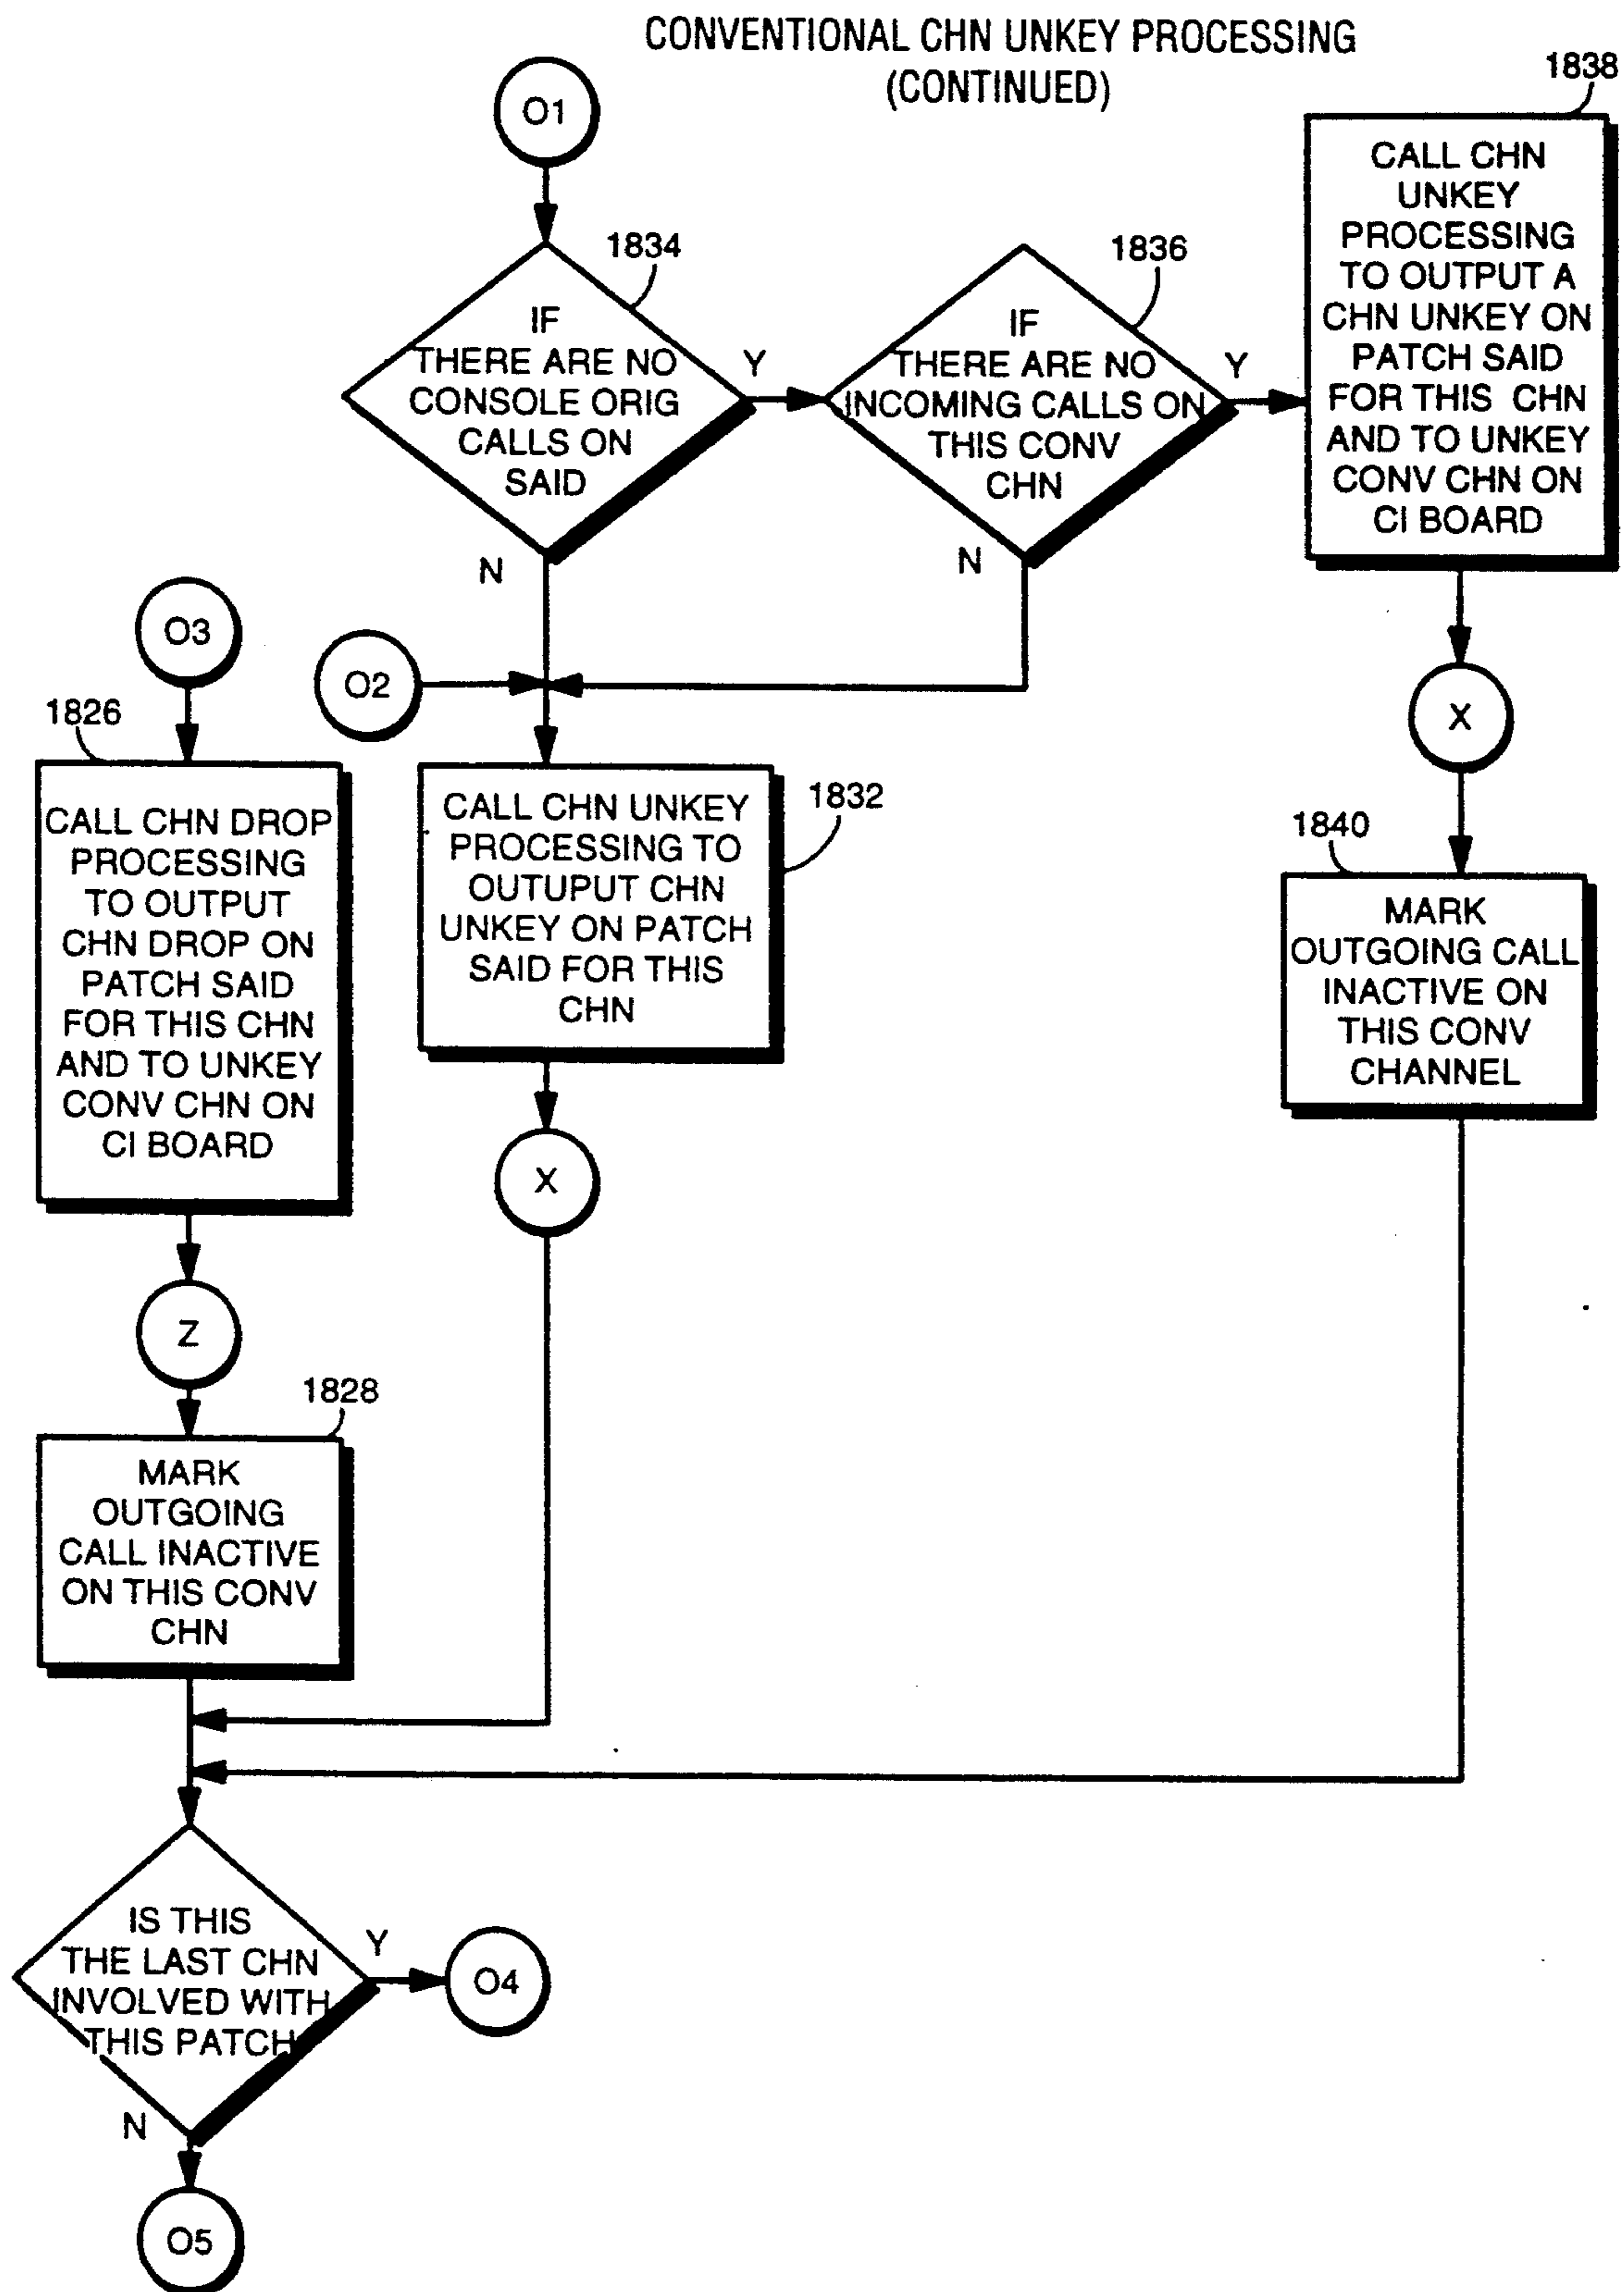 CONVENTIONAL CHN UNKEY PROCESSING
(CONTINUED)
O1
1834
IF
THERE ARE NO
CONSOLE ORIG
CALLS ON
SAID
Y
N
1836
IF
THERE ARE NO
INCOMING CALLS ON
THIS CONV
CHN
Y
N
1838
CALL CHN
UNKEY
PROCESSING
TO OUTPUT A
CHN UNKEY ON
PATCH SAID
FOR THIS CHN
AND TO UNKEY
CONV CHN ON
CI BOARD
X
1840
MARK
OUTGOING CALL
INACTIVE ON
THIS CONV
CHANNEL
O3
O2
1826
CALL CHN DROP
PROCESSING
TO OUTPUT
CHN DROP ON
PATCH SAID
FOR THIS CHN
AND TO UNKEY
CONV CHN ON
CI BOARD
1832
CALL CHN UNKEY
PROCESSING TO
OUTUPUT CHN
UNKEY ON PATCH
SAID FOR THIS
CHN
X
Z
1828
MARK
OUTGOING
CALL INACTIVE
ON THIS CONV
CHN
IS THIS
THE LAST CHN
INVOLVED WITH
THIS PATCH
Y
O4
N
O5